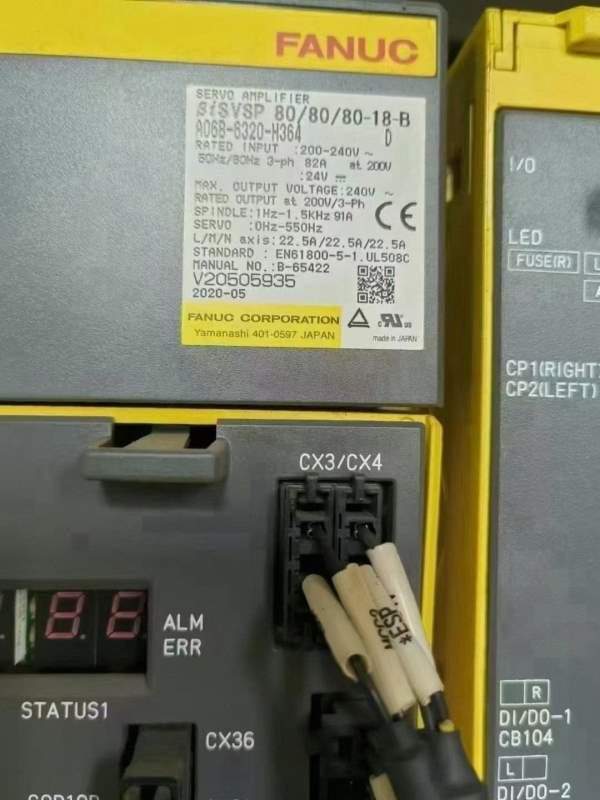 FANUC
SERVO AMPLIFIER
βiSVSP 80/80/80-18-B
A06B-6320-H364 D
RATED INPUT :200-240V ~
50Hz/60Hz 3-ph 82A at 200V
:24V ⎓
MAX. OUTPUT VOLTAGE:240V ~
RATED OUTPUT at 200V/3-Ph
SPINDLE:1Hz-1.5KHz 91A
SERVO :0Hz-550Hz
CE
L/M/N axis: 22.5A/22.5A/22.5A
STANDARD : EN61800-5-1.UL508C
MANUAL NO.:B-65422
V20505935
2020-05
FANUC CORPORATION
Yamanashi 401-0597 JAPAN
made in JAPAN
I/O
LED
FUSE(R)
CP1(RIGHT)
CP2(LEFT)
CX3/CX4
*ESP
ALM
ERR
STATUS1
CX36
R
DI/DO-1
CB104
L
DI/DO-2